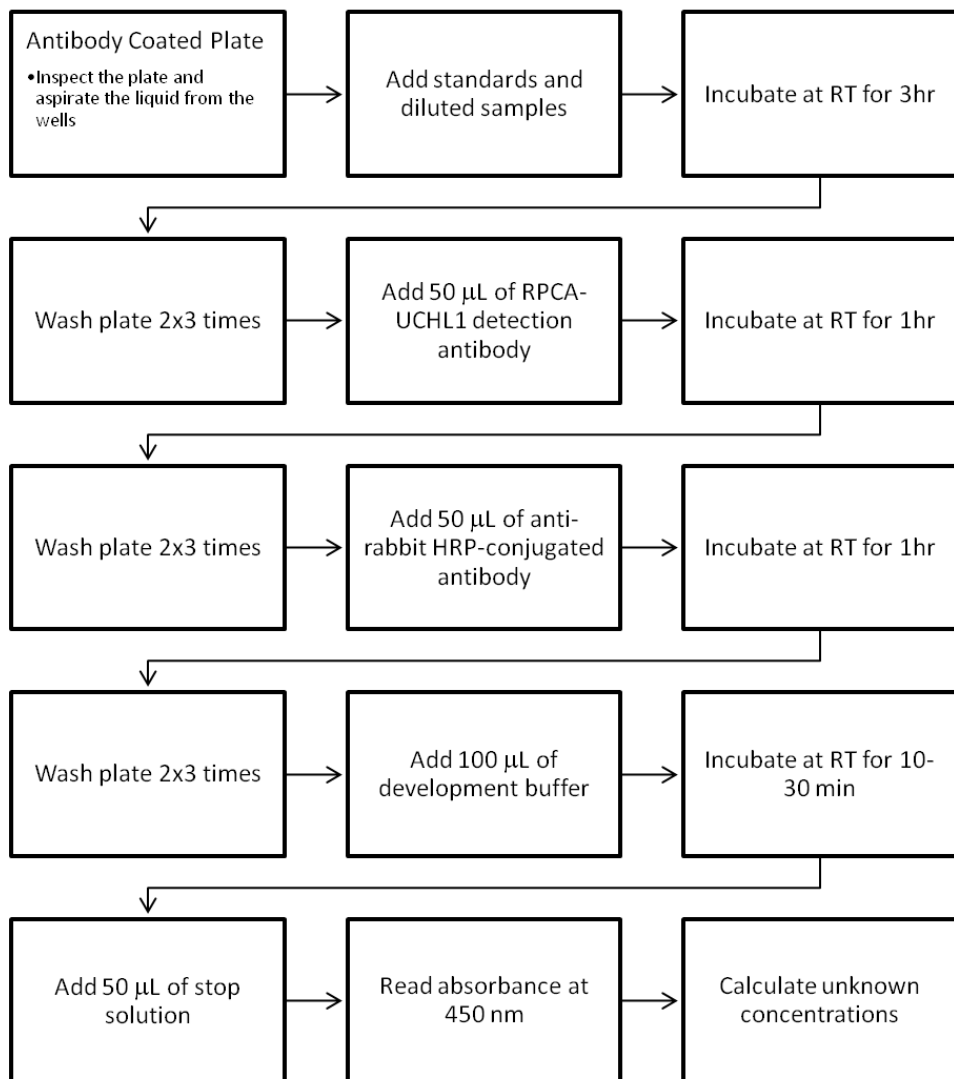 Antibody Coated Plate
•Inspect the plate and
aspirate the liquid from the
wells
Add standards and
diluted samples
Incubate at RT for 3hr
Wash plate 2x3 times
Add 50 μL of RPCA-
UCHL1 detection
antibody
Incubate at RT for 1hr
Wash plate 2x3 times
Add 50 μL of anti-
rabbit HRP-conjugated
antibody
Incubate at RT for 1hr
Wash plate 2x3 times
Add 100 μL of
development buffer
Incubate at RT for 10-
30 min
Add 50 μL of stop
solution
Read absorbance at
450 nm
Calculate unknown
concentrations